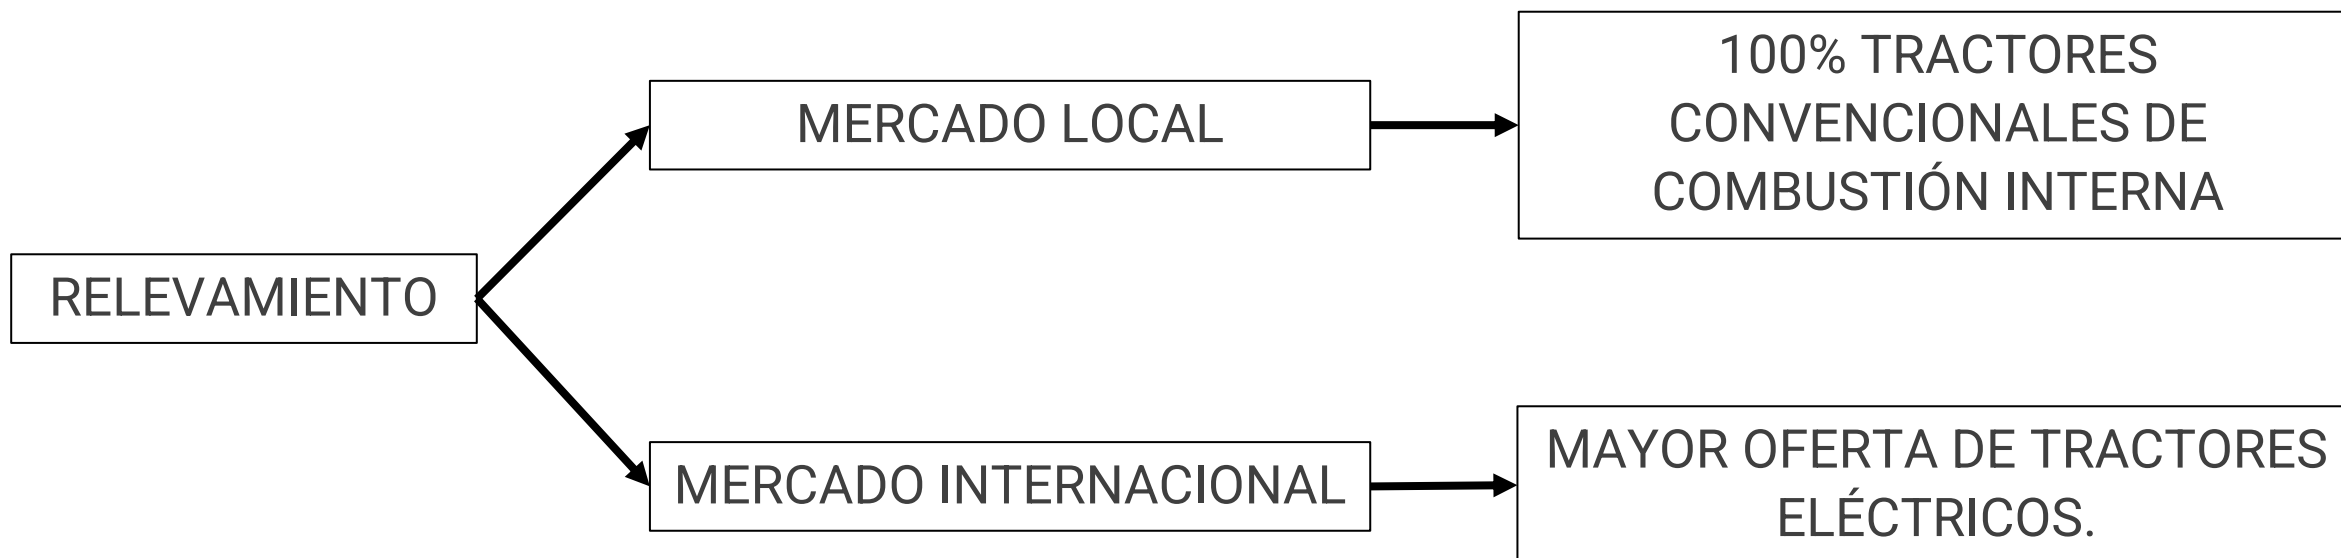 RELEVAMIENTO
MERCADO LOCAL
100% TRACTORES
CONVENCIONALES DE
COMBUSTIÓN INTERNA
MERCADO INTERNACIONAL
MAYOR OFERTA DE TRACTORES
ELÉCTRICOS.